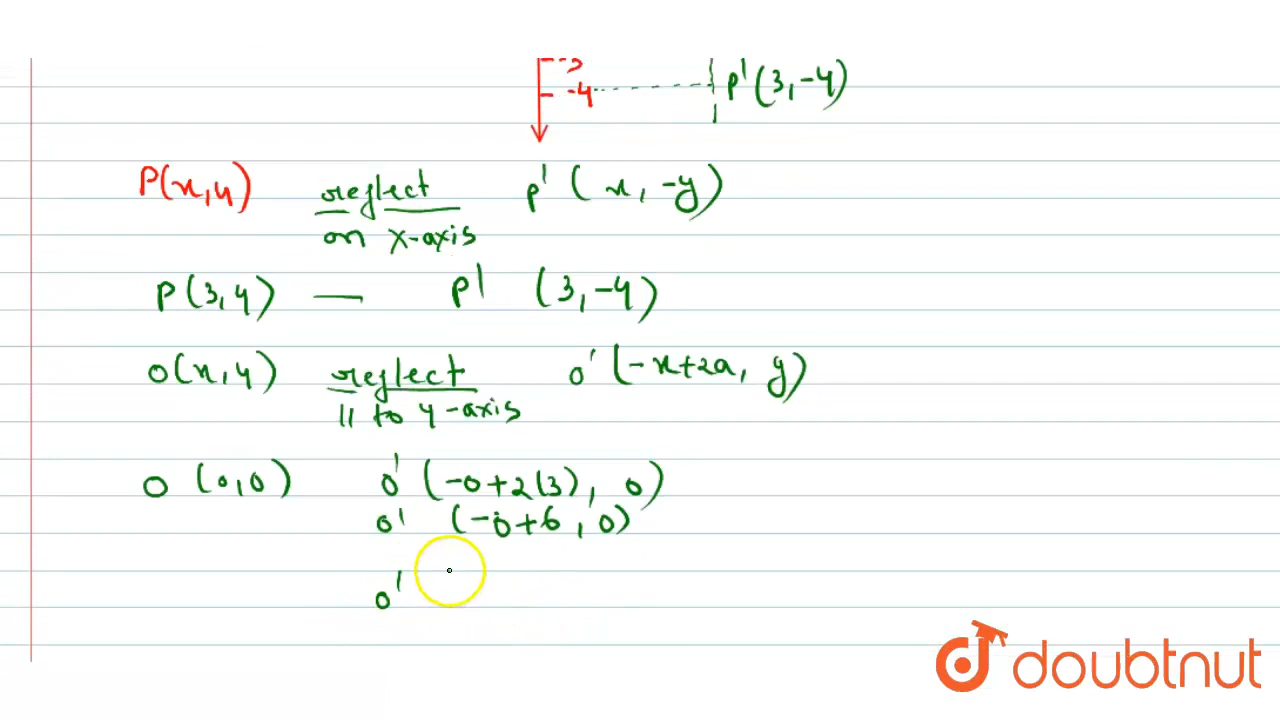 -3
-4 P'(3,-4)
P(x,y) reflect P'(x,-y)
on X-axis
P(3,4) — P' (3,-4)
O(x,y) reflect O'(-x+2a, y)
|| to y-axis
O (0,0) O'(-0+2(3), 0)
O' (-0+6, 0)
O'
doubtnut